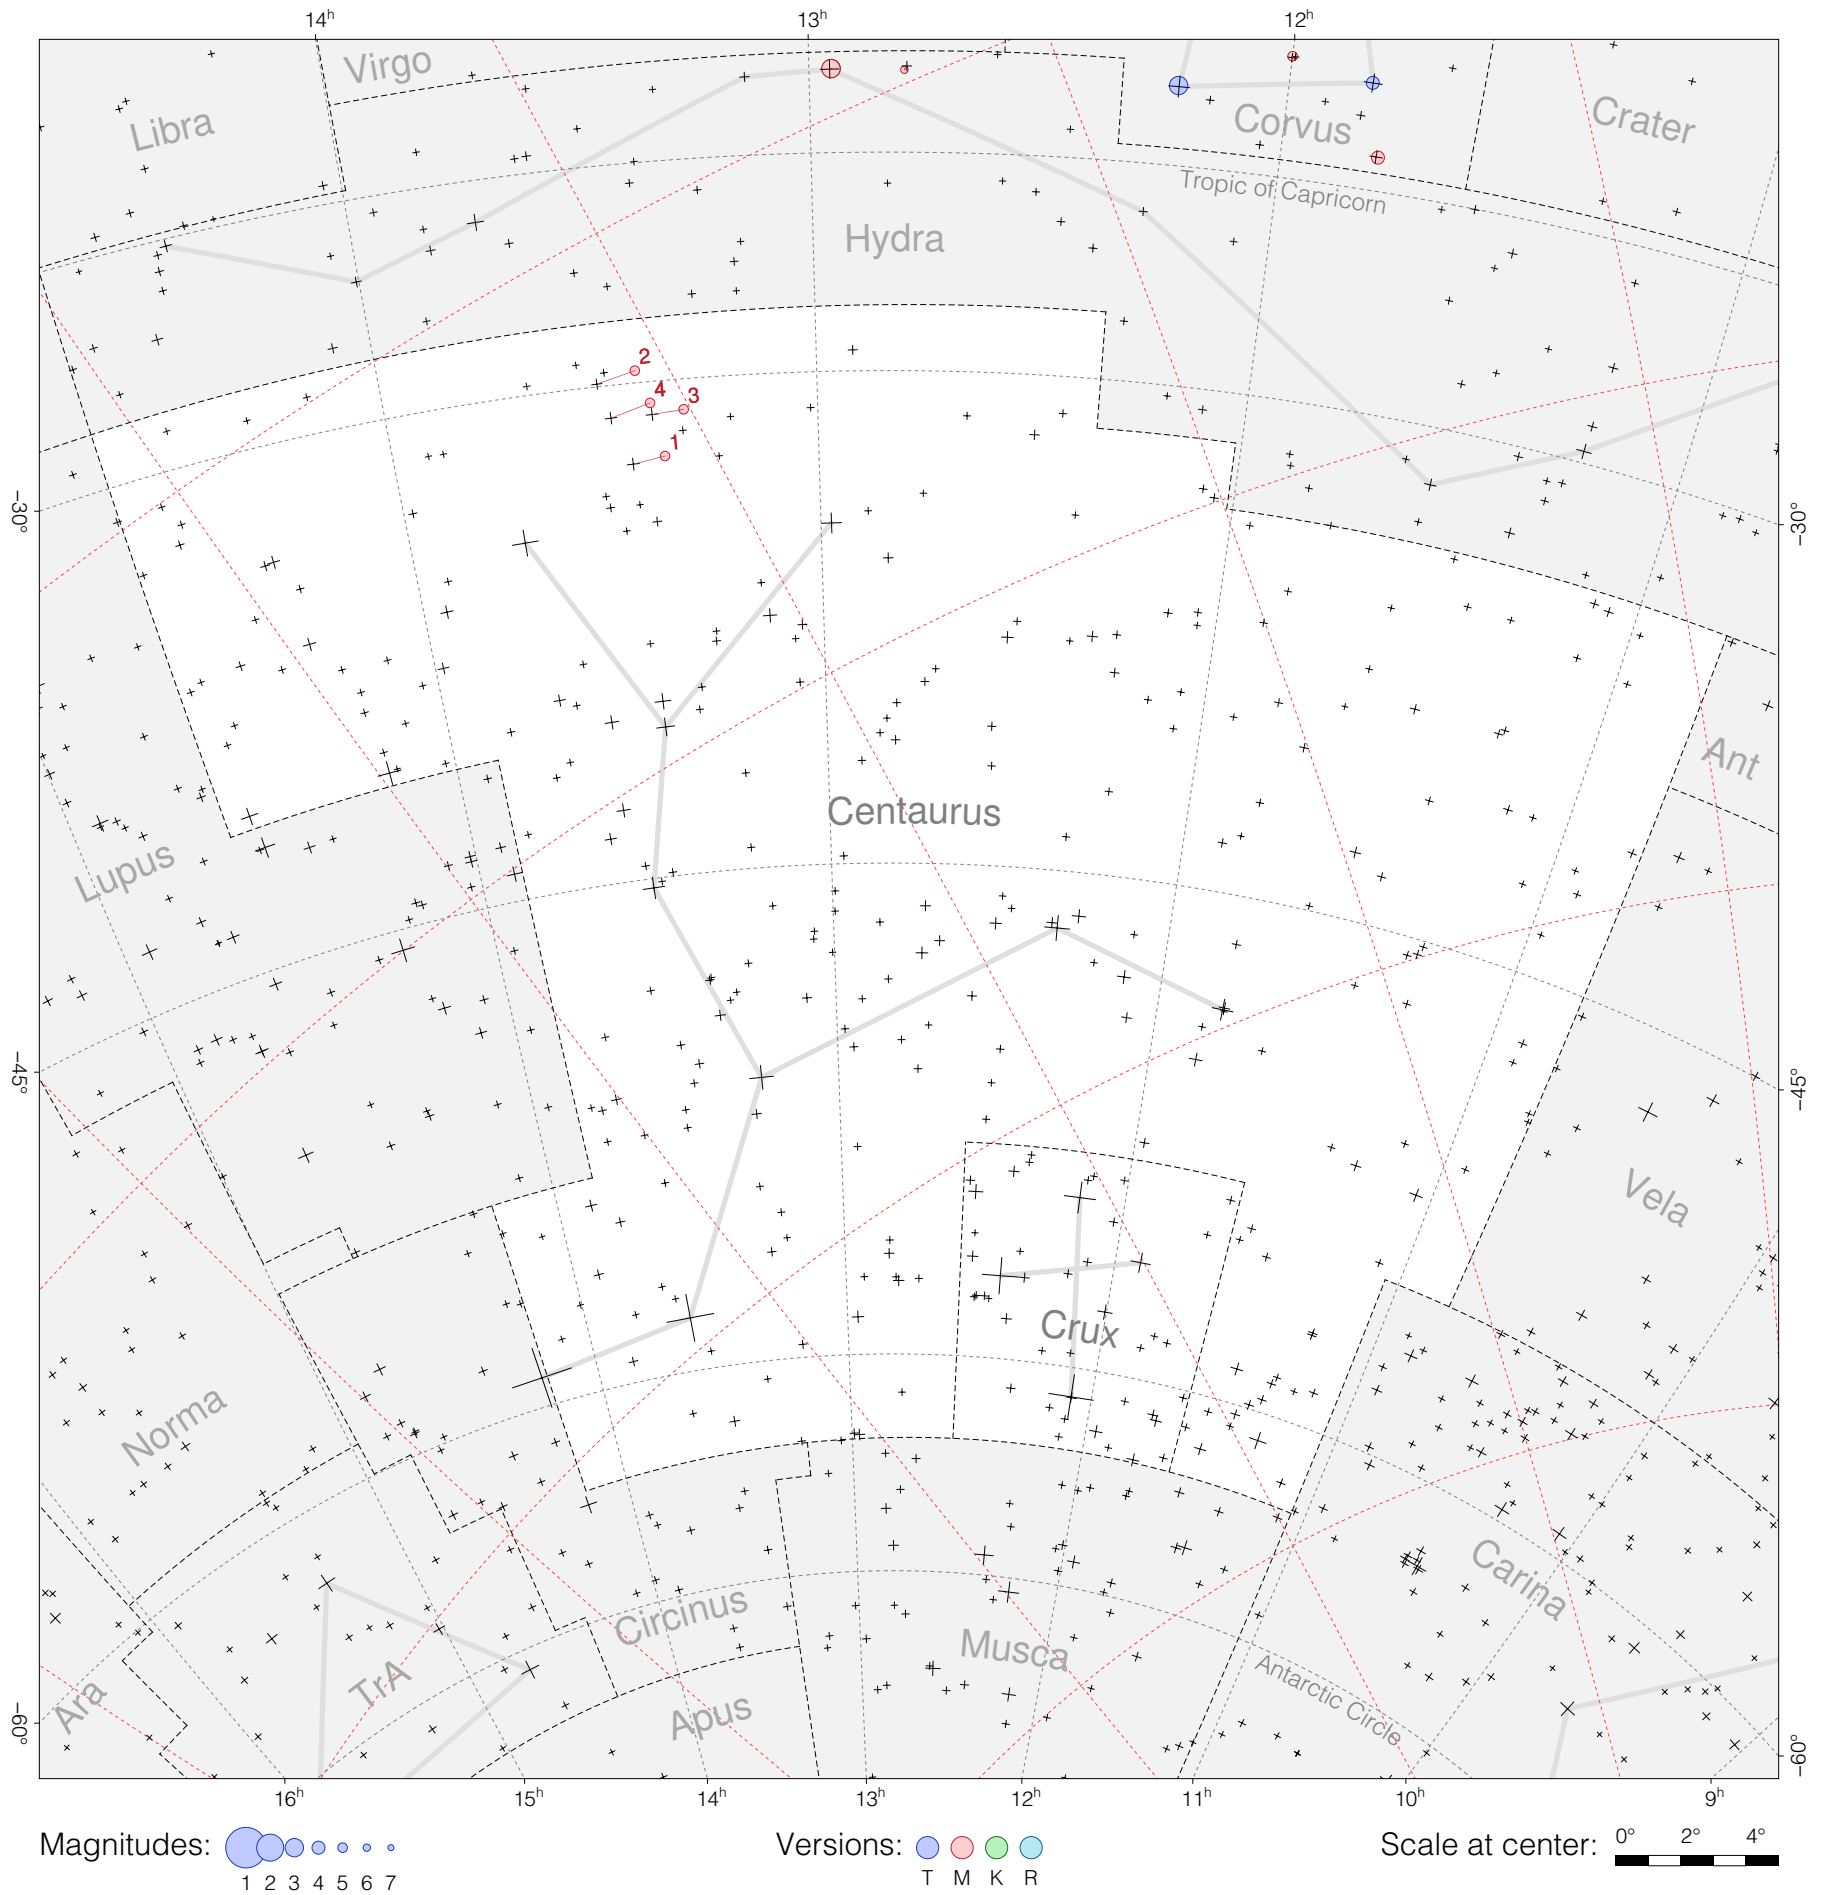 14h 13h 12h
Virgo
Libra
Corvus
Crater
Tropic of Capricorn
Hydra
2
4
3
1
−30° −30°
Ant
Centaurus
Lupus
−45° −45°
Vela
Crux
Norma
Carina
Circinus
Musca
Antarctic Circle
TrA
Ara
Apus
−60° −60°
16h 15h 14h 13h 12h 11h 10h 9h
Magnitudes:
1 2 3 4 5 6 7
Versions:
T M K R
Scale at center:
0° 2° 4°